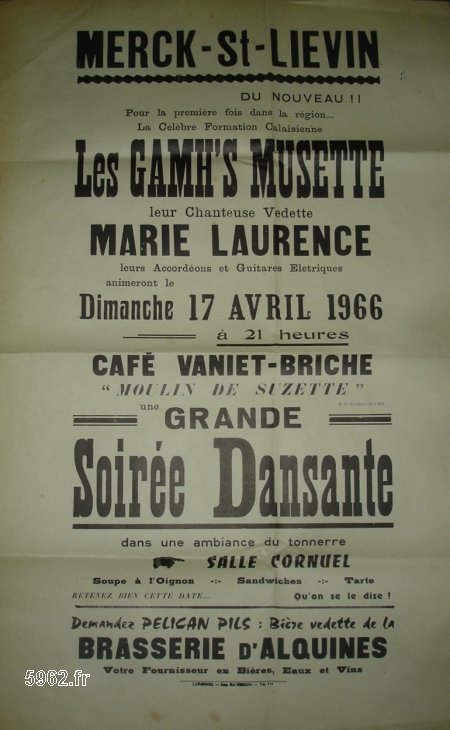 MERCK-St-LIEVIN
DU NOUVEAU !!
Pour la première fois dans la région...
La Célèbre Formation Calaisienne
Les GAMH'S MUSETTE
leur Chanteuse Vedette
MARIE LAURENCE
leurs Accordéons et Guitares Eletriques
animeront le
Dimanche 17 AVRIL 1966
à 21 heures
CAFÉ VANIET-BRICHE
“ MOULIN DE SUZETTE ”
une GRANDE
Soirée Dansante
dans une ambiance du tonnerre
SALLE CORNUEL
Soupe à l'Oignon -:- Sandwiches -:- Tarte
RETENEZ BIEN CETTE DATE... Qu'on se le dise !
Demandez PELICAN PILS : Bière vedette de la
BRASSERIE D'ALQUINES
Votre Fournisseur en Bières, Eaux et Vins
5962.fr